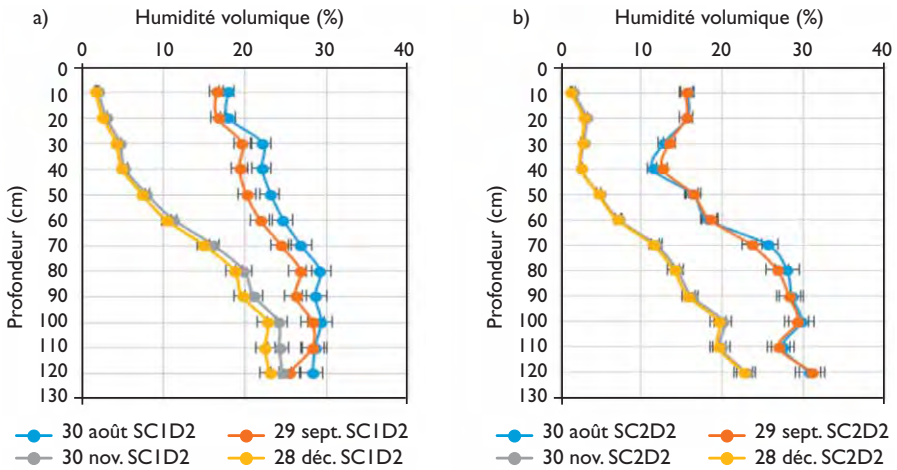 a) Humidité volumique (%)
0 10 20 30 40
0
10
20
30
40
50
60
70
80
90
100
110
120
130
Profondeur (cm)
30 août SC1D2 29 sept. SC1D2
30 nov. SC1D2 28 déc. SC1D2
b) Humidité volumique (%)
0 10 20 30 40
0
10
20
30
40
50
60
70
80
90
100
110
120
130
Profondeur (cm)
30 août SC2D2 29 sept. SC2D2
30 nov. SC2D2 28 déc. SC2D2